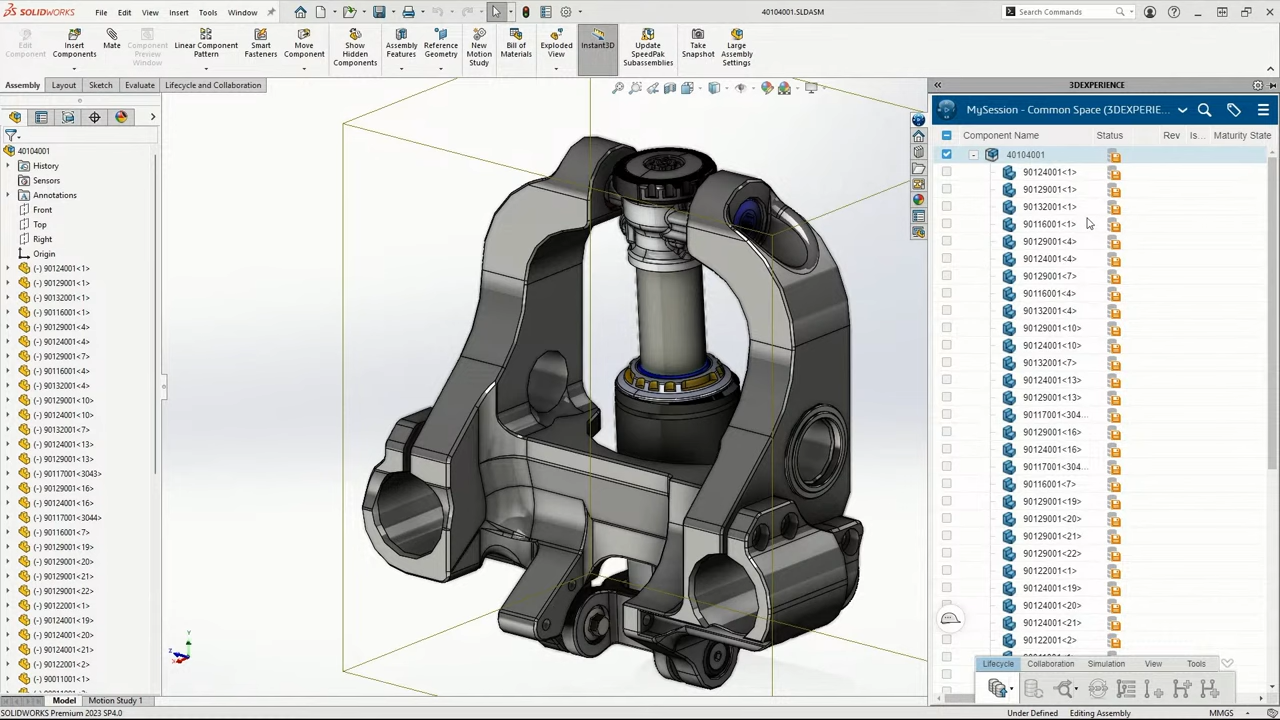 SOLIDWORKS File Edit View Insert Tools Window 40104001.SLDASM Search Commands
Edit Component
Insert Components
Mate
Component Preview Window
Linear Component Pattern
Smart Fasteners
Move Component
Show Hidden Components
Assembly Features
Reference Geometry
New Motion Study
Bill of Materials
Exploded View
Instant3D
Update SpeedPak Subassemblies
Take Snapshot
Large Assembly Settings
Assembly Layout Sketch Evaluate Lifecycle and Collaboration
40104001
History
Sensors
Annotations
Front
Top
Right
Origin
(-) 90124001<1>
(-) 90129001<1>
(-) 90132001<1>
(-) 90116001<1>
(-) 90129001<4>
(-) 90124001<4>
(-) 90129001<7>
(-) 90116001<4>
(-) 90132001<4>
(-) 90129001<10>
(-) 90124001<10>
(-) 90132001<7>
(-) 90124001<13>
(-) 90129001<13>
(-) 90117001<3043>
(-) 90129001<16>
(-) 90124001<16>
(-) 90117001<3044>
(-) 90116001<7>
(-) 90129001<19>
(-) 90129001<20>
(-) 90129001<21>
(-) 90129001<22>
(-) 90122001<1>
(-) 90124001<19>
(-) 90124001<20>
(-) 90124001<21>
(-) 90122001<2>
(-) 90011001<1>
Model Motion Study 1
3DEXPERIENCE
MySession - Common Space (3DEXPERIE...
Component Name Status Rev Is... Maturity State
40104001
90124001<1>
90129001<1>
90132001<1>
90116001<1>
90129001<4>
90124001<4>
90129001<7>
90116001<4>
90132001<4>
90129001<10>
90124001<10>
90132001<7>
90124001<13>
90129001<13>
90117001<304...
90129001<16>
90124001<16>
90117001<304...
90116001<7>
90129001<19>
90129001<20>
90129001<21>
90129001<22>
90122001<1>
90124001<19>
90124001<20>
90124001<21>
90122001<2>
Lifecycle Collaboration Simulation View Tools
SOLIDWORKS Premium 2023 SP4.0 Under Defined Editing Assembly MMGS